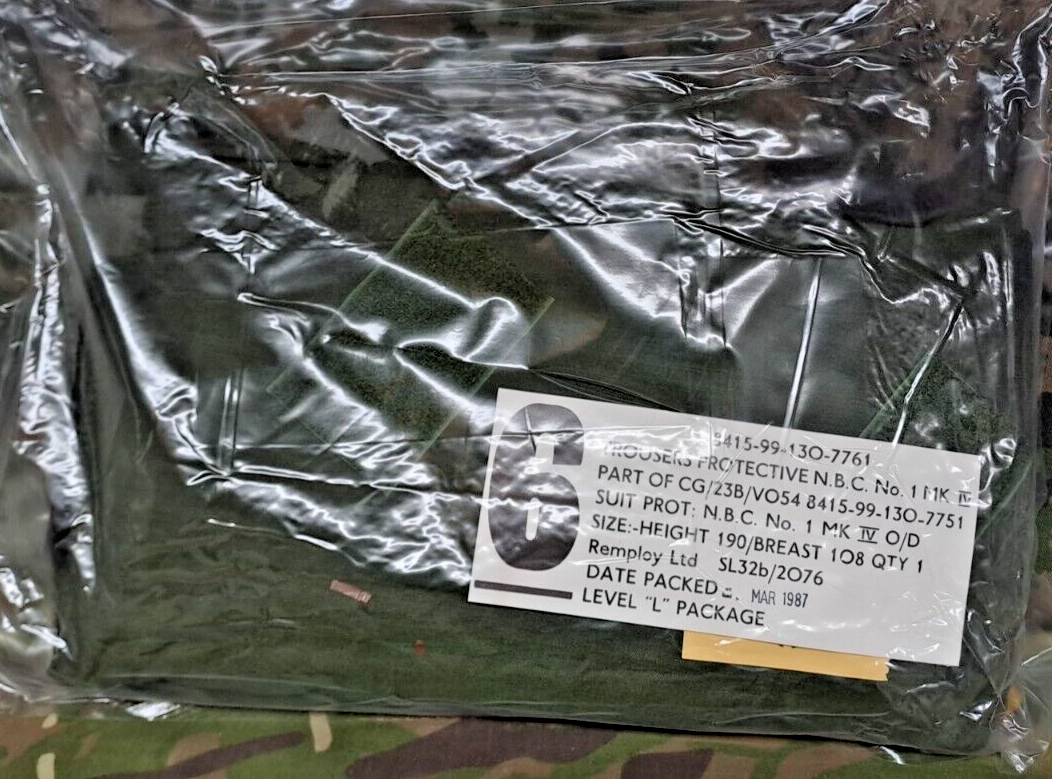 6
8415-99-130-7761
TROUSERS PROTECTIVE N.B.C. No. 1 MK IV
PART OF CG/23B/VO54 8415-99-130-7751
SUIT PROT: N.B.C. No. 1 MK IV O/D
SIZE:-HEIGHT 190/BREAST 108 QTY 1
Remploy Ltd SL32b/2076
DATE PACKED MAR 1987
LEVEL "L" PACKAGE